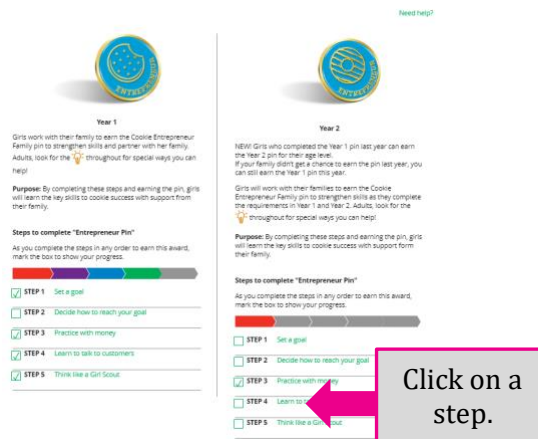 Need help?
ENTREPRENEUR
Year 1
Girls work with their family to earn the Cookie Entrepreneur
Family pin to strengthen skills and partner with her family.
Adults, look for the throughout for special ways you can
help!
Purpose: By completing these steps and earning the pin, girls
will learn the key skills to cookie success with support from
their family.
Steps to complete "Entrepreneur Pin"
As you complete the steps in any order to earn this award,
mark the box to show your progress.
STEP 1 Set a goal
STEP 2 Decide how to reach your goal
STEP 3 Practice with money
STEP 4 Learn to talk to customers
STEP 5 Think like a Girl Scout
ENTREPRENEUR
Year 2
NEW! Girls who completed the Year 1 pin last year can earn
the Year 2 pin for their age level.
If your family didn't get a chance to earn the pin last year, you
can still earn the Year 1 pin this year.
Girls will work with their families to earn the Cookie
Entrepreneur Family pin to strengthen skills as they complete
the requirements in Year 1 and Year 2. Adults, look for the
throughout for special ways you can help!
Purpose: By completing these steps and earning the pin, girls
will learn the key skills to cookie success with support form
their family.
Steps to complete "Entrepreneur Pin"
As you complete the steps in any order to earn this award,
mark the box to show your progress.
STEP 1 Set a goal
STEP 2 Decide how to reach your goal
STEP 3 Practice with money
STEP 4 Learn to
STEP 5 Think like a Girl Scout
Click on a
step.